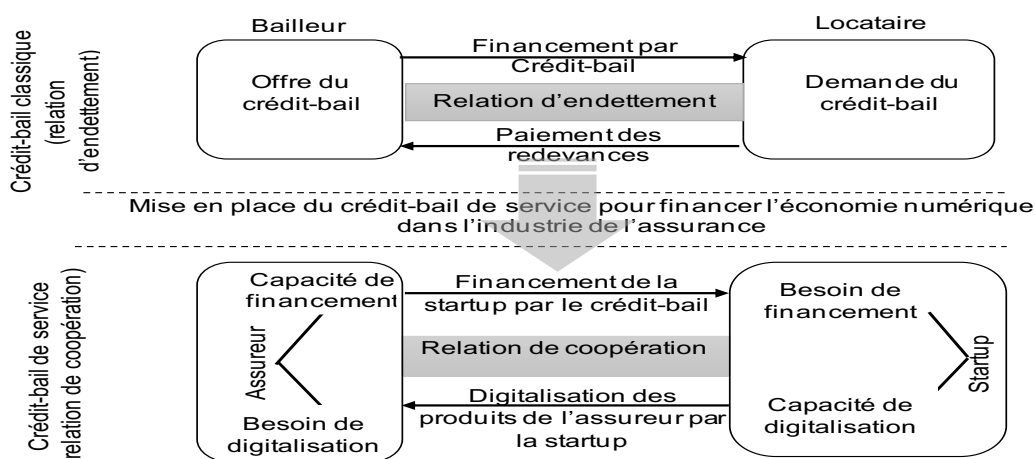 Bailleur
Locataire
Crédit-bail classique
(relation
d'endettement)
Offre du
crédit-bail
Financement par
Crédit-bail
Relation d'endettement
Paiement des
redevances
Demande du
crédit-bail
Mise en place du crédit-bail de service pour financer l'économie numérique
dans l'industrie de l'assurance
Crédit-bail de service
relation de coopération)
Capacité de
financement
Assureur
Besoin de
digitalisation
Financement de la
startup par le crédit-bail
Relation de coopération
Digitalisation des
produits de l'assureur par
la startup
Besoin de
financement
Startup
Capacité de
digitalisation